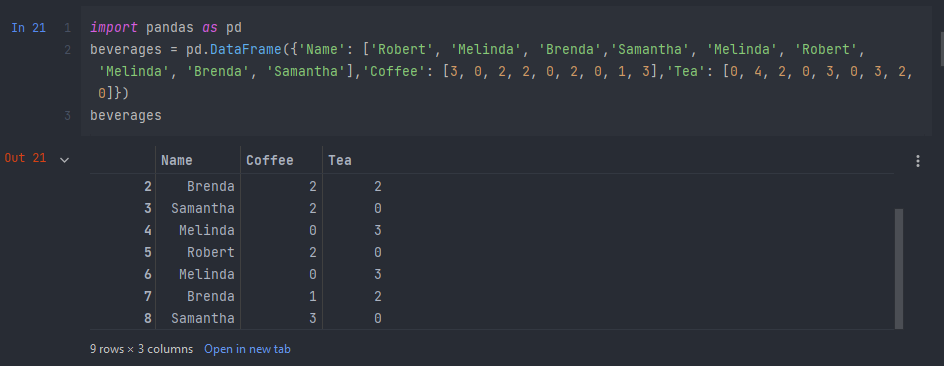 In 21 1 import pandas as pd
2 beverages = pd.DataFrame({'Name': ['Robert', 'Melinda', 'Brenda','Samantha', 'Melinda', 'Robert',
'Melinda', 'Brenda', 'Samantha'],'Coffee': [3, 0, 2, 2, 0, 2, 0, 1, 3],'Tea': [0, 4, 2, 0, 3, 0, 3, 2,
0]})
3 beverages
Out 21 Name Coffee Tea
2 Brenda 2 2
3 Samantha 2 0
4 Melinda 0 3
5 Robert 2 0
6 Melinda 0 3
7 Brenda 1 2
8 Samantha 3 0
9 rows × 3 columns Open in new tab